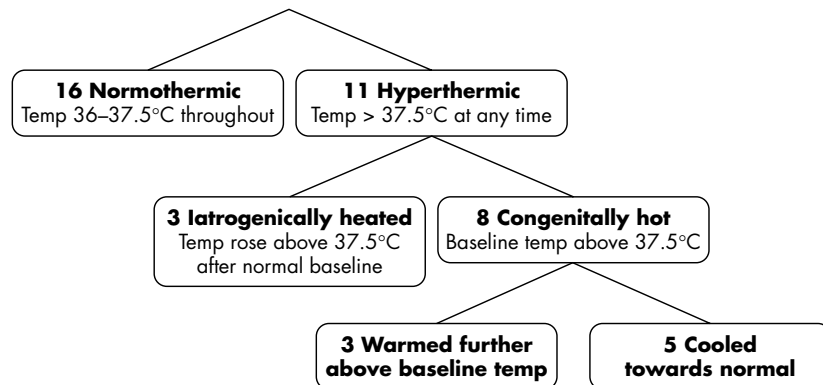 16 Normothermic
Temp 36–37.5°C throughout
11 Hyperthermic
Temp > 37.5°C at any time
3 Iatrogenically heated
Temp rose above 37.5°C
after normal baseline
8 Congenitally hot
Baseline temp above 37.5°C
3 Warmed further
above baseline temp
5 Cooled
towards normal